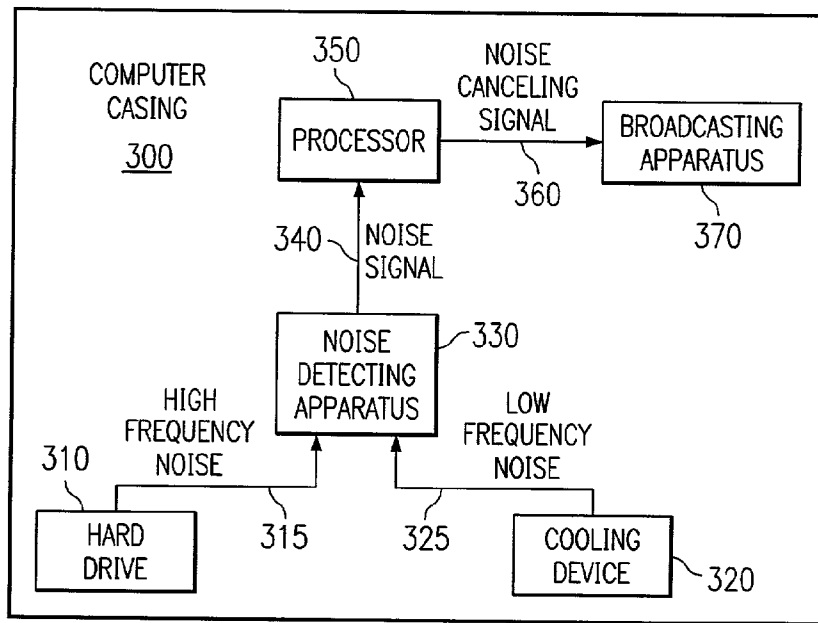 COMPUTER
CASING
300
350
PROCESSOR
NOISE
CANCELING
SIGNAL
360
BROADCASTING
APPARATUS
370
340
NOISE
SIGNAL
NOISE
DETECTING
APPARATUS
330
HIGH
FREQUENCY
NOISE
LOW
FREQUENCY
NOISE
310
HARD
DRIVE
315
325
COOLING
DEVICE
320